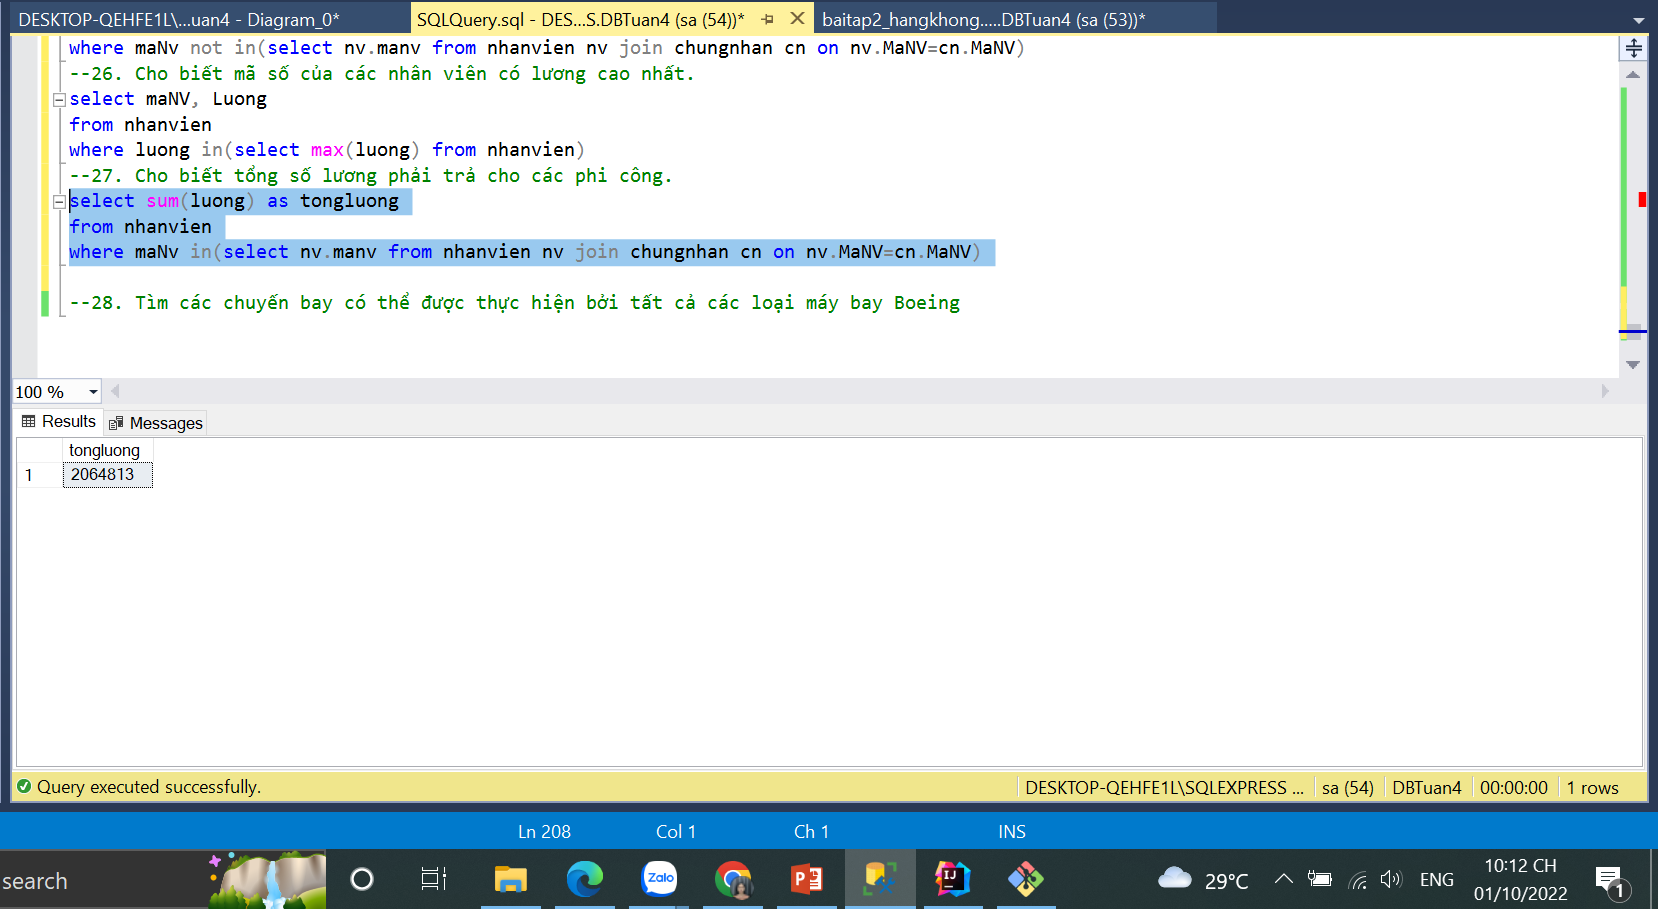 DESKTOP-QEHFE1L\...uan4 - Diagram_0*
SQLQuery.sql - DES...S.DBTuan4 (sa (54))*
baitap2_hangkhong.....DBTuan4 (sa (53))*
where maNv not in(select nv.manv from nhanvien nv join chungnhan cn on nv.MaNV=cn.MaNV)
--26. Cho biết mã số của các nhân viên có lương cao nhất.
select maNV, Luong
from nhanvien
where luong in(select max(luong) from nhanvien)
--27. Cho biết tổng số lương phải trả cho các phi công.
select sum(luong) as tongluong
from nhanvien
where maNv in(select nv.manv from nhanvien nv join chungnhan cn on nv.MaNV=cn.MaNV)
--28. Tìm các chuyến bay có thể được thực hiện bởi tất cả các loại máy bay Boeing
100 %
Results
Messages
tongluong
1 2064813
Query executed successfully.
DESKTOP-QEHFE1L\SQLEXPRESS ...
sa (54)
DBTuan4
00:00:00
1 rows
Ln 208
Col 1
Ch 1
INS
search
Zalo
P
IJ
29°C
ENG
10:12 CH
01/10/2022
1